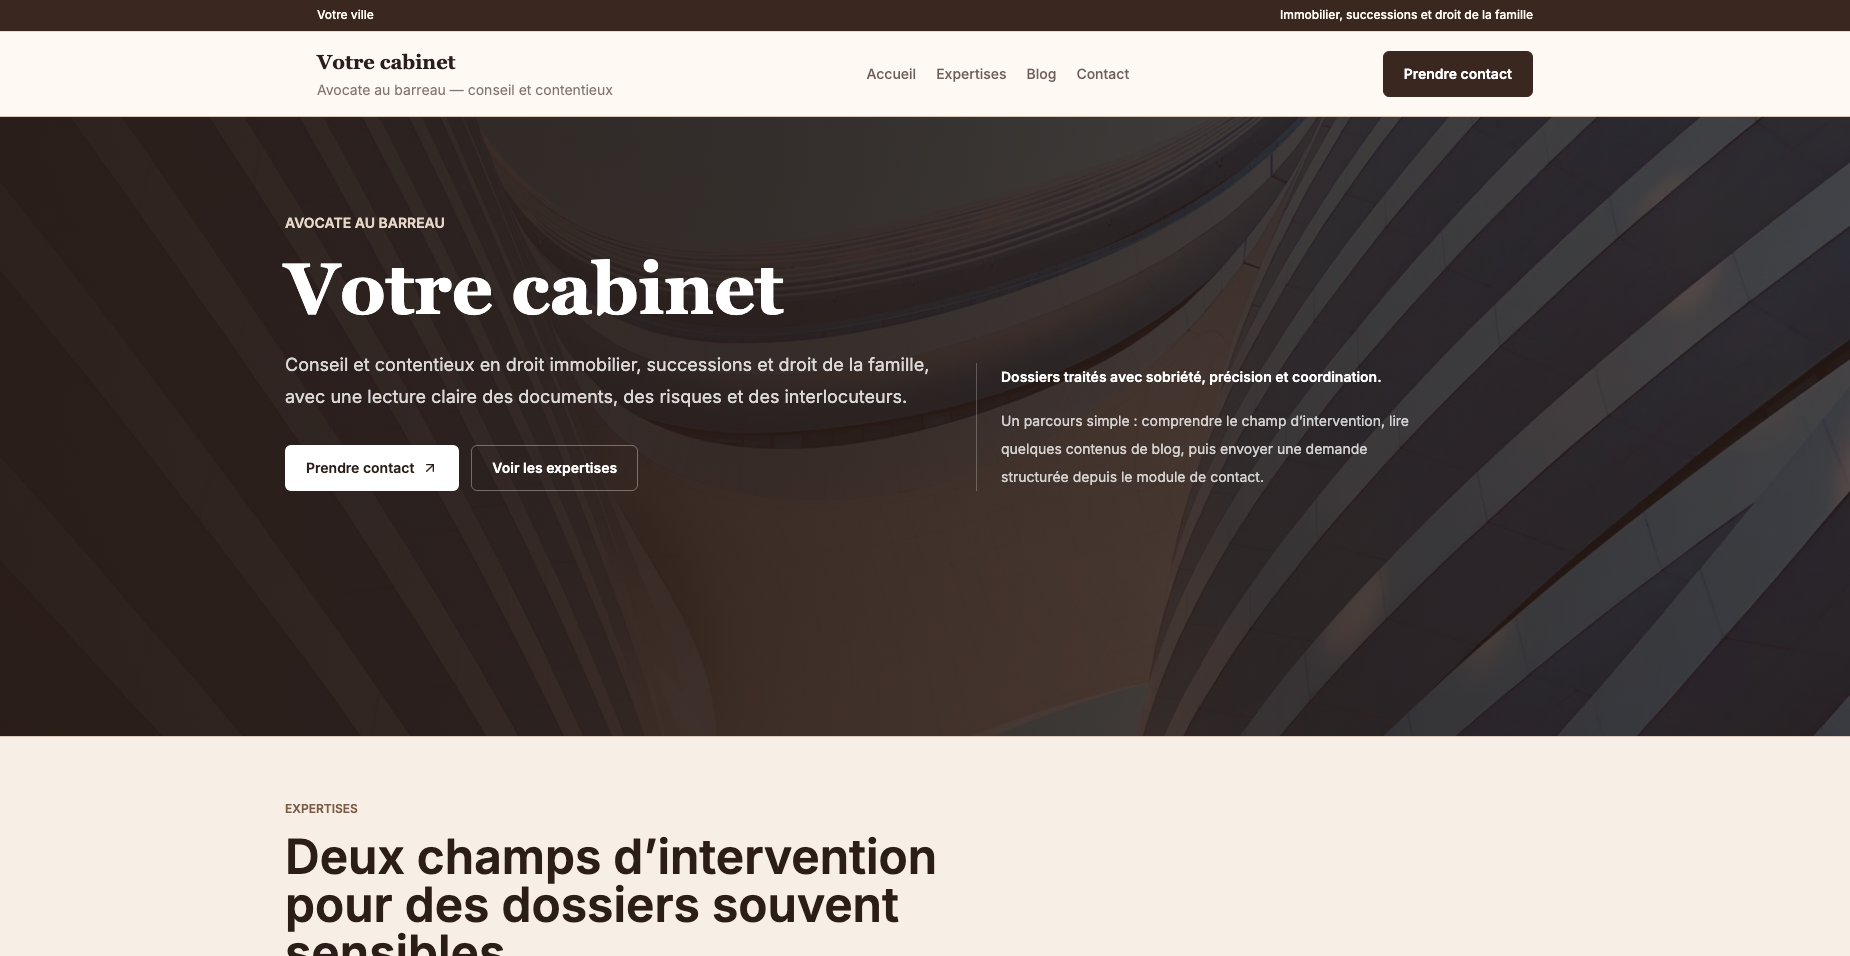 Votre ville
Immobilier, successions et droit de la famille
Votre cabinet
Avocate au barreau — conseil et contentieux
Accueil
Expertises
Blog
Contact
Prendre contact
AVOCATE AU BARREAU
Votre cabinet
Conseil et contentieux en droit immobilier, successions et droit de la famille,
avec une lecture claire des documents, des risques et des interlocuteurs.
Prendre contact
Voir les expertises
Dossiers traités avec sobriété, précision et coordination.
Un parcours simple : comprendre le champ d’intervention, lire
quelques contenus de blog, puis envoyer une demande
structurée depuis le module de contact.
EXPERTISES
Deux champs d’intervention
pour des dossiers souvent
sensibles